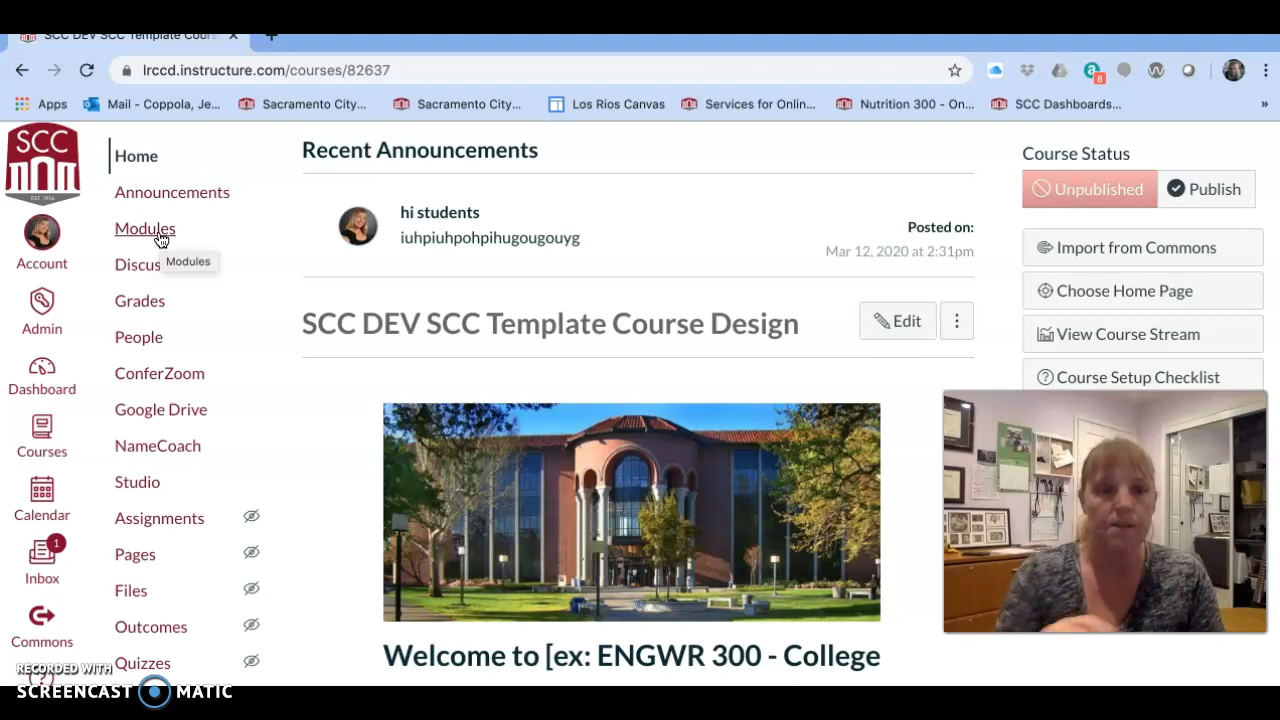 SCC DEV SCC Template Cours
lrccd.instructure.com/courses/82637
8
Apps
Mail - Coppola, Je...
Sacramento City...
Sacramento City...
Los Rios Canvas
Services for Onlin...
Nutrition 300 - On...
SCC Dashboards...
»
SCC
EST. 1916
Account
Admin
Dashboard
Courses
Calendar
1
Inbox
Commons
Home
Announcements
Modules
Discus
Modules
Grades
People
ConferZoom
Google Drive
NameCoach
Studio
Assignments
Pages
Files
Outcomes
Quizzes
Recent Announcements
hi students
iuhpiuhpohpihugougouyg
Posted on:
Mar 12, 2020 at 2:31pm
SCC DEV SCC Template Course Design
Edit
Welcome to [ex: ENGWR 300 - College
Course Status
Unpublished
Publish
Import from Commons
Choose Home Page
View Course Stream
Course Setup Checklist
RECORDED WITH
SCREENCAST MATIC